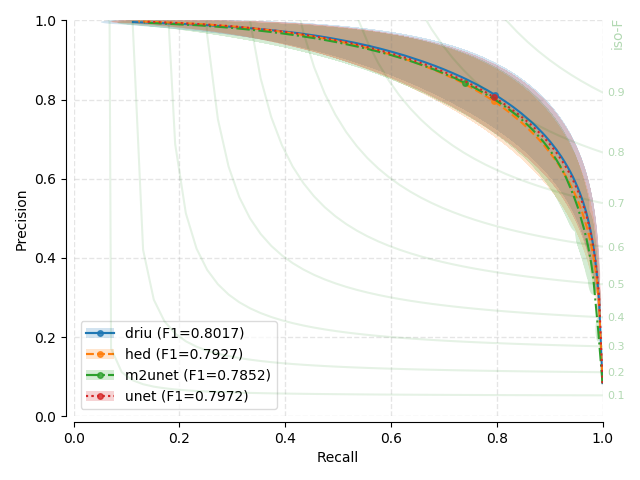 iso-F
1.0
0.8
0.6
0.4
0.2
0.0
Precision
0.9
0.8
0.7
0.6
0.5
0.4
0.3
0.2
0.1
driu (F1=0.8017)
hed (F1=0.7927)
m2unet (F1=0.7852)
unet (F1=0.7972)
0.0 0.2 0.4 0.6 0.8 1.0
Recall